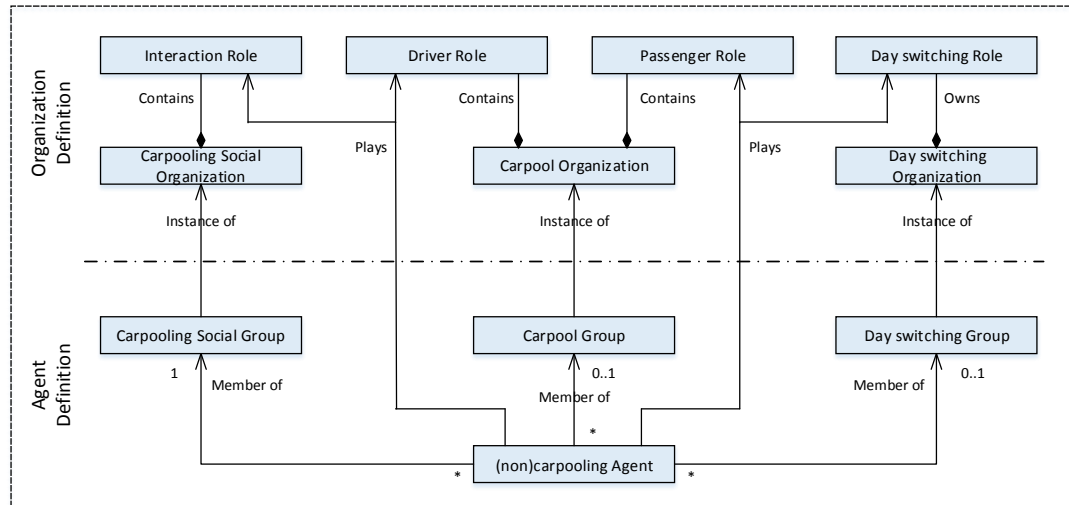 Organization
Definition
Interaction Role
Driver Role
Passenger Role
Day switching Role
Contains
Contains
Contains
Owns
Plays
Plays
Carpooling Social
Organization
Carpool Organization
Day switching
Organization
Instance of
Instance of
Instance of
Agent
Definition
Carpooling Social Group
Carpool Group
Day switching Group
1
Member of
0..1
Member of
Member of
0..1
*
(non)carpooling Agent
*
*